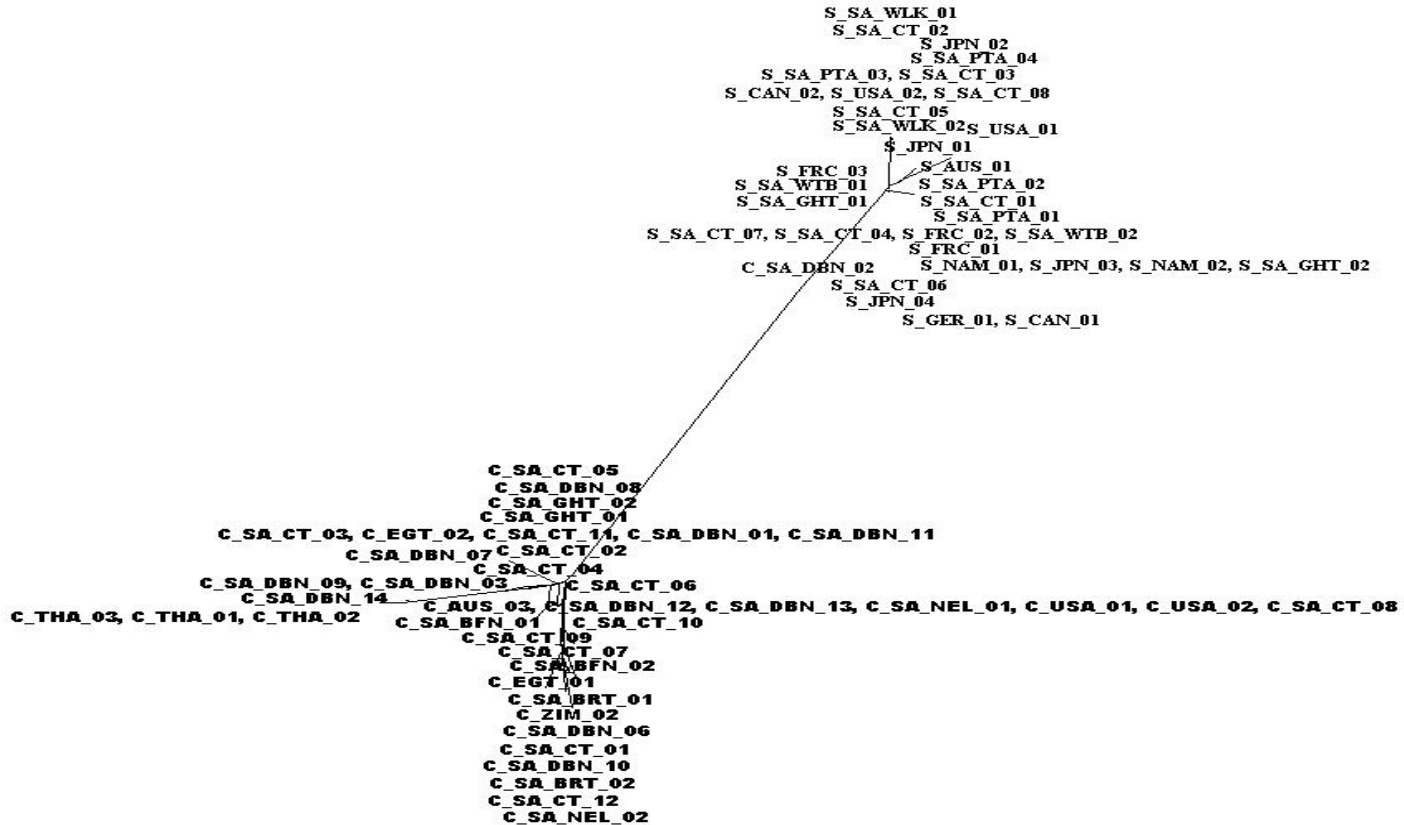 S_SA_WLK_01
S_SA_CT_02
S_JPN_02
S_SA_PTA_04
S_SA_PTA_03, S_SA_CT_03
S_CAN_02, S_USA_02, S_SA_CT_08
S_SA_CT_05
S_SA_WLK_02
S_USA_01
S_JPN_01
S_FRC_03
S_AUS_01
S_SA_WTB_01
S_SA_PTA_02
S_SA_GHT_01
S_SA_CT_01
S_SA_PTA_01
S_SA_CT_07, S_SA_CT_04, S_FRC_02, S_SA_WTB_02
S_FRC_01
C_SA_DBN_02
S_NAM_01, S_JPN_03, S_NAM_02, S_SA_GHT_02
S_SA_CT_06
S_JPN_04
S_GER_01, S_CAN_01
C_SA_CT_05
C_SA_DBN_08
C_SA_GHT_02
C_SA_GHT_01
C_SA_CT_03, C_EGT_02, C_SA_CT_11, C_SA_DBN_01, C_SA_DBN_11
C_SA_DBN_07
C_SA_CT_02
C_SA_CT_04
C_SA_DBN_09, C_SA_DBN_03
C_SA_CT_06
C_SA_DBN_14
C_AUS_03, C_SA_DBN_12, C_SA_DBN_13, C_SA_NEL_01, C_USA_01, C_USA_02, C_SA_CT_08
C_THA_03, C_THA_01, C_THA_02
C_SA_BFN_01
C_SA_CT_10
C_SA_CT_09
C_SA_CT_07
C_SA_BFN_02
C_EGT_01
C_SA_BRT_01
C_ZIM_02
C_SA_DBN_06
C_SA_CT_01
C_SA_DBN_10
C_SA_BRT_02
C_SA_CT_12
C_SA_NEL_02